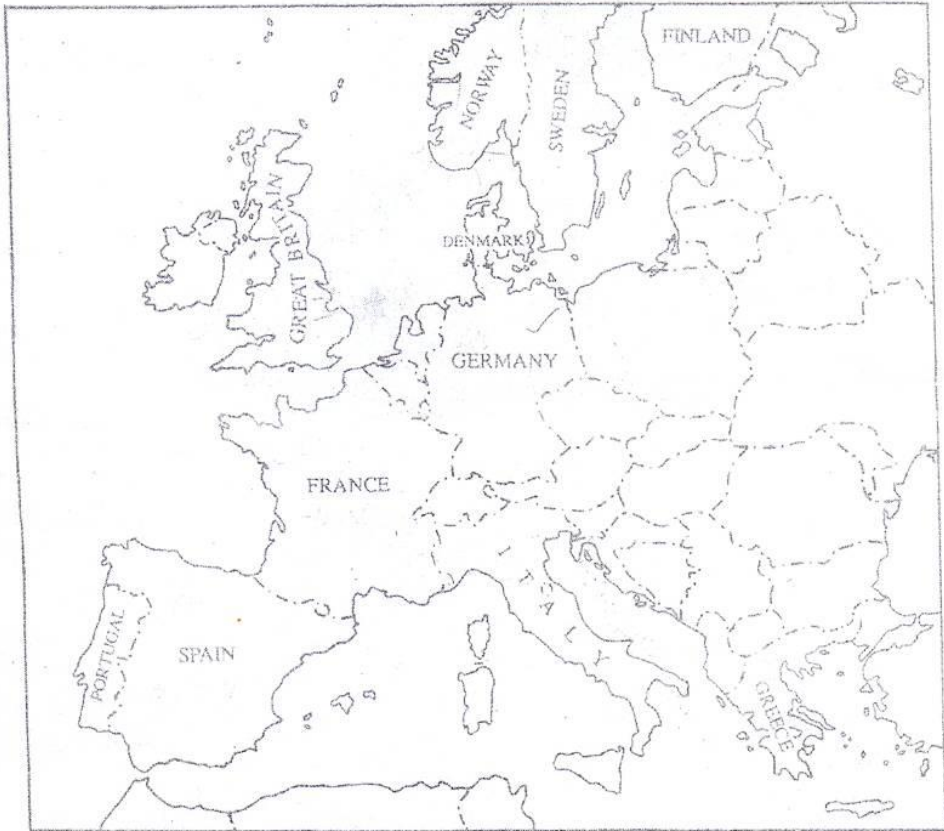 FINLAND
NORWAY
SWEDEN
GREAT BRITAIN
DENMARK
GERMANY
FRANCE
ITALY
PORTUGAL
SPAIN
GREECE